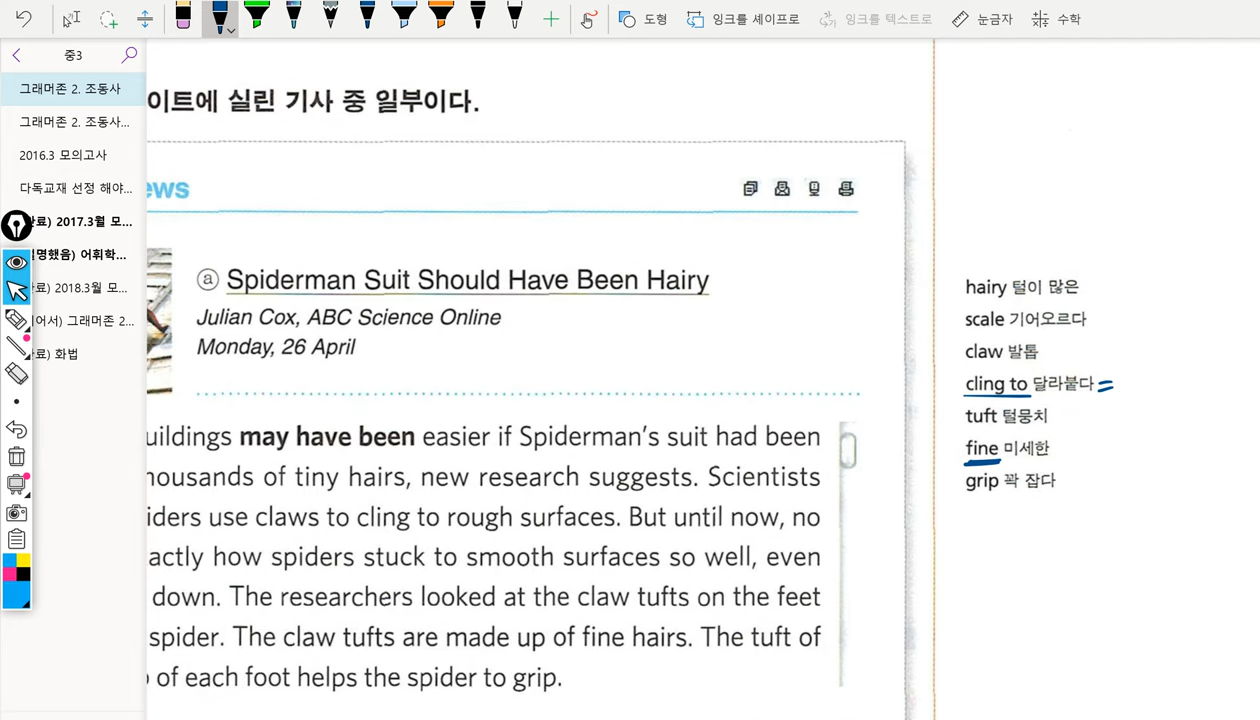 도형
잉크를 셰이프로
잉크를 텍스트로
눈금자
수학
중3
그래머존 2. 조동사
그래머존 2. 조동사...
2016.3 모의고사
다독교재 선정 해야...
료) 2017.3월 모...
명했음) 어휘학...
료) 2018.3월 모...
어서) 그래머존 2...
료) 화법
이트에 실린 기사 중 일부이다.
ews
ⓐ Spiderman Suit Should Have Been Hairy
Julian Cox, ABC Science Online
Monday, 26 April
uildings may have been easier if Spiderman's suit had been
housands of tiny hairs, new research suggests. Scientists
iders use claws to cling to rough surfaces. But until now, no
actly how spiders stuck to smooth surfaces so well, even
down. The researchers looked at the claw tufts on the feet
spider. The claw tufts are made up of fine hairs. The tuft of
of each foot helps the spider to grip.
hairy 털이 많은
scale 기어오르다
claw 발톱
cling to 달라붙다 =
tuft 털뭉치
fine 미세한
grip 꽉 잡다